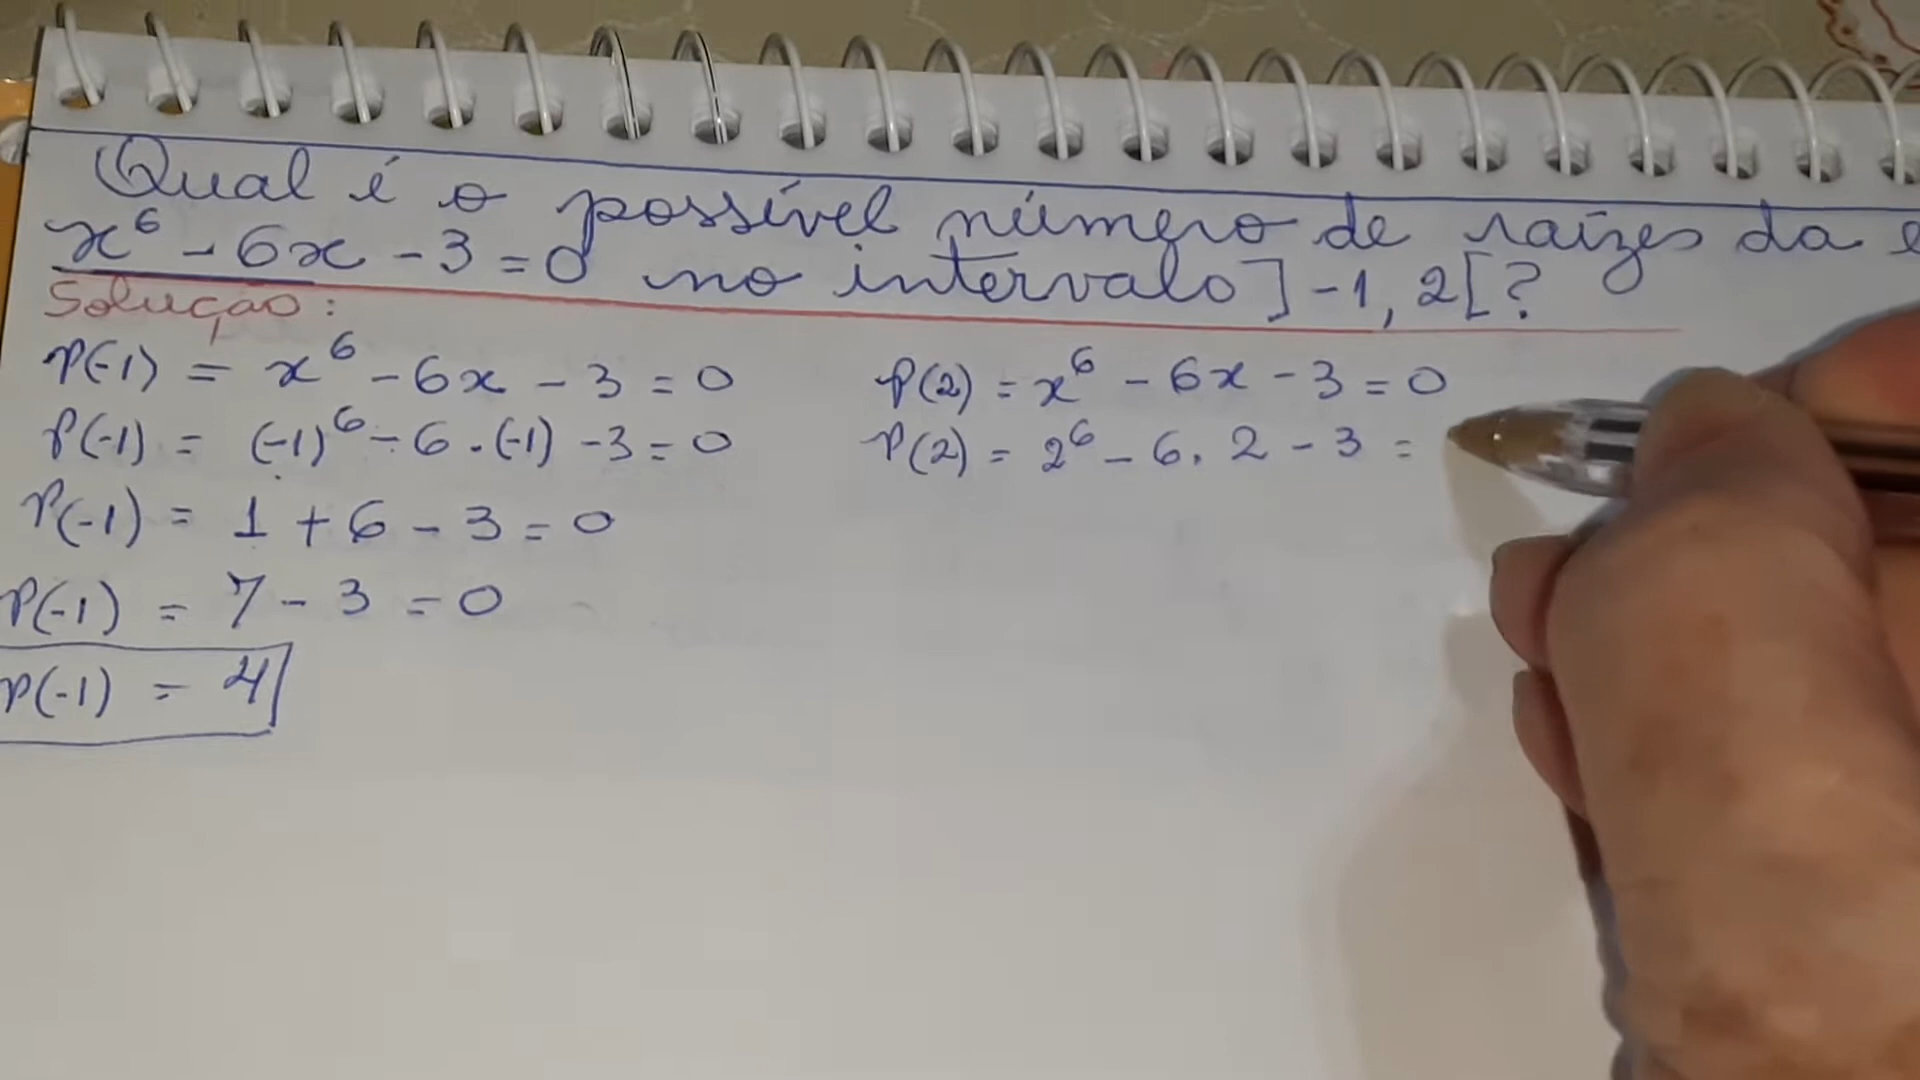 Qual é o possível número de raízes da e
x⁶ - 6x - 3 = 0 no intervalo ]-1, 2[?
Solução:
P(-1) = x⁶ - 6x - 3 = 0
P(-1) = (-1)⁶ - 6 . (-1) - 3 = 0
P(-1) = 1 + 6 - 3 = 0
P(-1) = 7 - 3 = 0
P(-1) = 4
P(2) = x⁶ - 6x - 3 = 0
P(2) = 2⁶ - 6 . 2 - 3 =